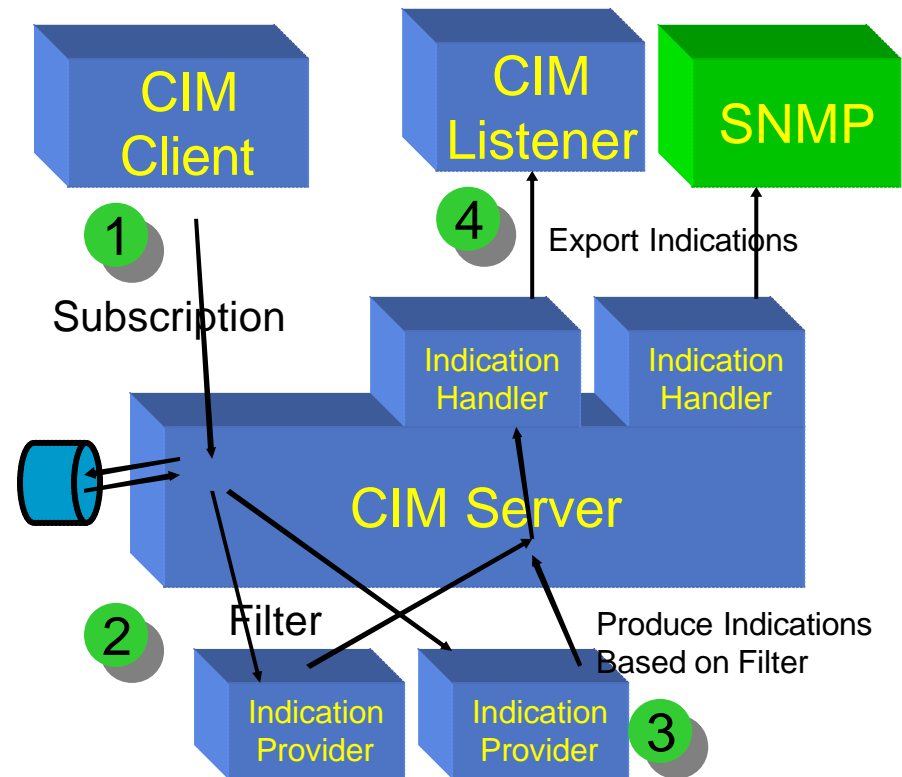 CIM
Client
CIM
Listener
SNMP
1
4
Export Indications
Subscription
Indication
Handler
Indication
Handler
CIM Server
2
Filter
Produce Indications
Based on Filter
Indication
Provider
Indication
Provider
3